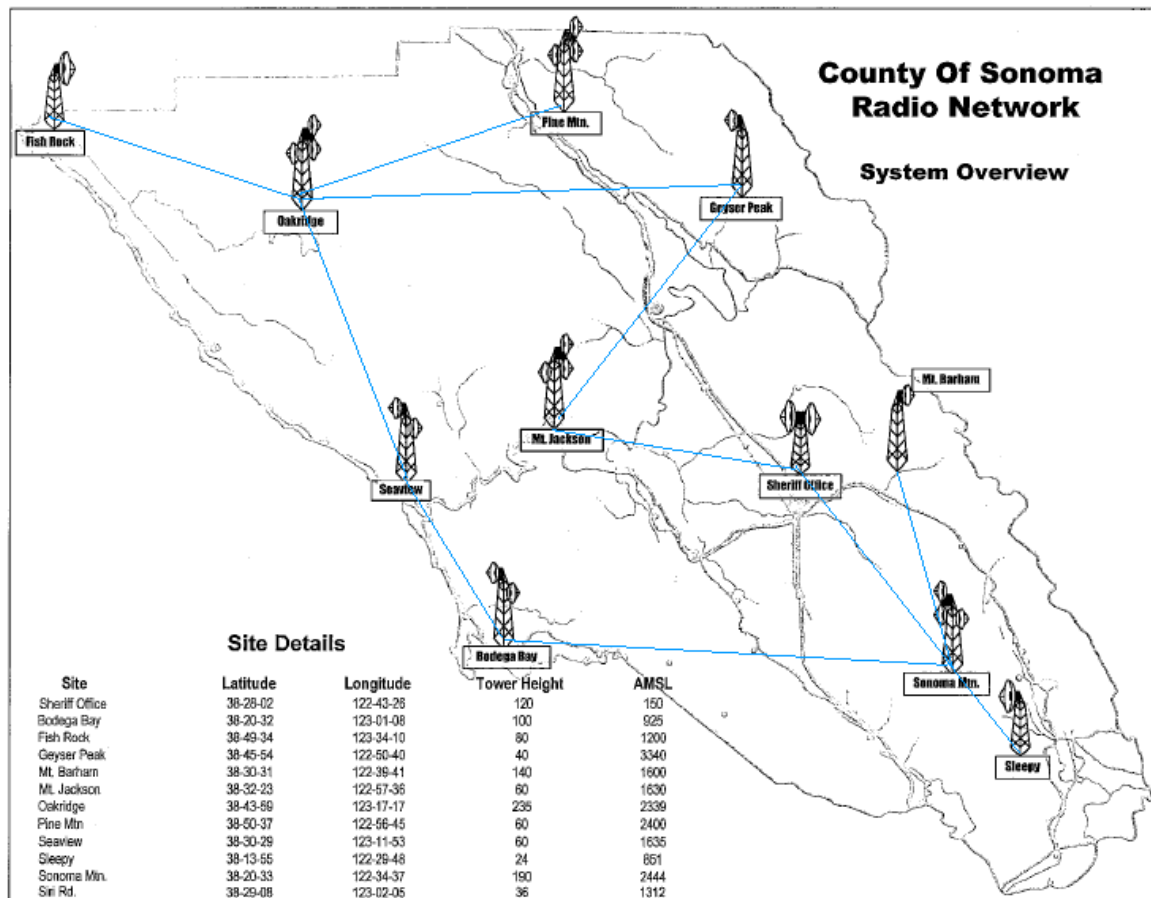 County Of Sonoma
Radio Network
System Overview
Pine Mtn.
Fish Rock
Geyser Peak
Oakridge
Mt. Barham
Mt. Jackson
Sheriff Office
Seaview
Bodega Bay
Sonoma Mtn.
Sleepy
Site Details
Site Latitude Longitude Tower Height AMSL
Sheriff Office 38-28-02 122-43-26 120 150
Bodega Bay 38-20-32 123-01-08 100 925
Fish Rock 38-49-34 123-34-10 80 1200
Geyser Peak 38-45-54 122-50-40 40 3340
Mt. Barham 38-30-31 122-39-41 140 1600
Mt. Jackson 38-32-23 122-57-36 60 1630
Oakridge 38-43-59 123-17-17 235 2339
Pine Mtn 38-50-37 122-56-45 60 2400
Seaview 38-30-29 123-11-53 60 1635
Sleepy 38-13-55 122-29-48 24 851
Sonoma Mtn. 38-20-33 122-34-37 190 2444
Siri Rd. 38-29-08 123-02-05 36 1312